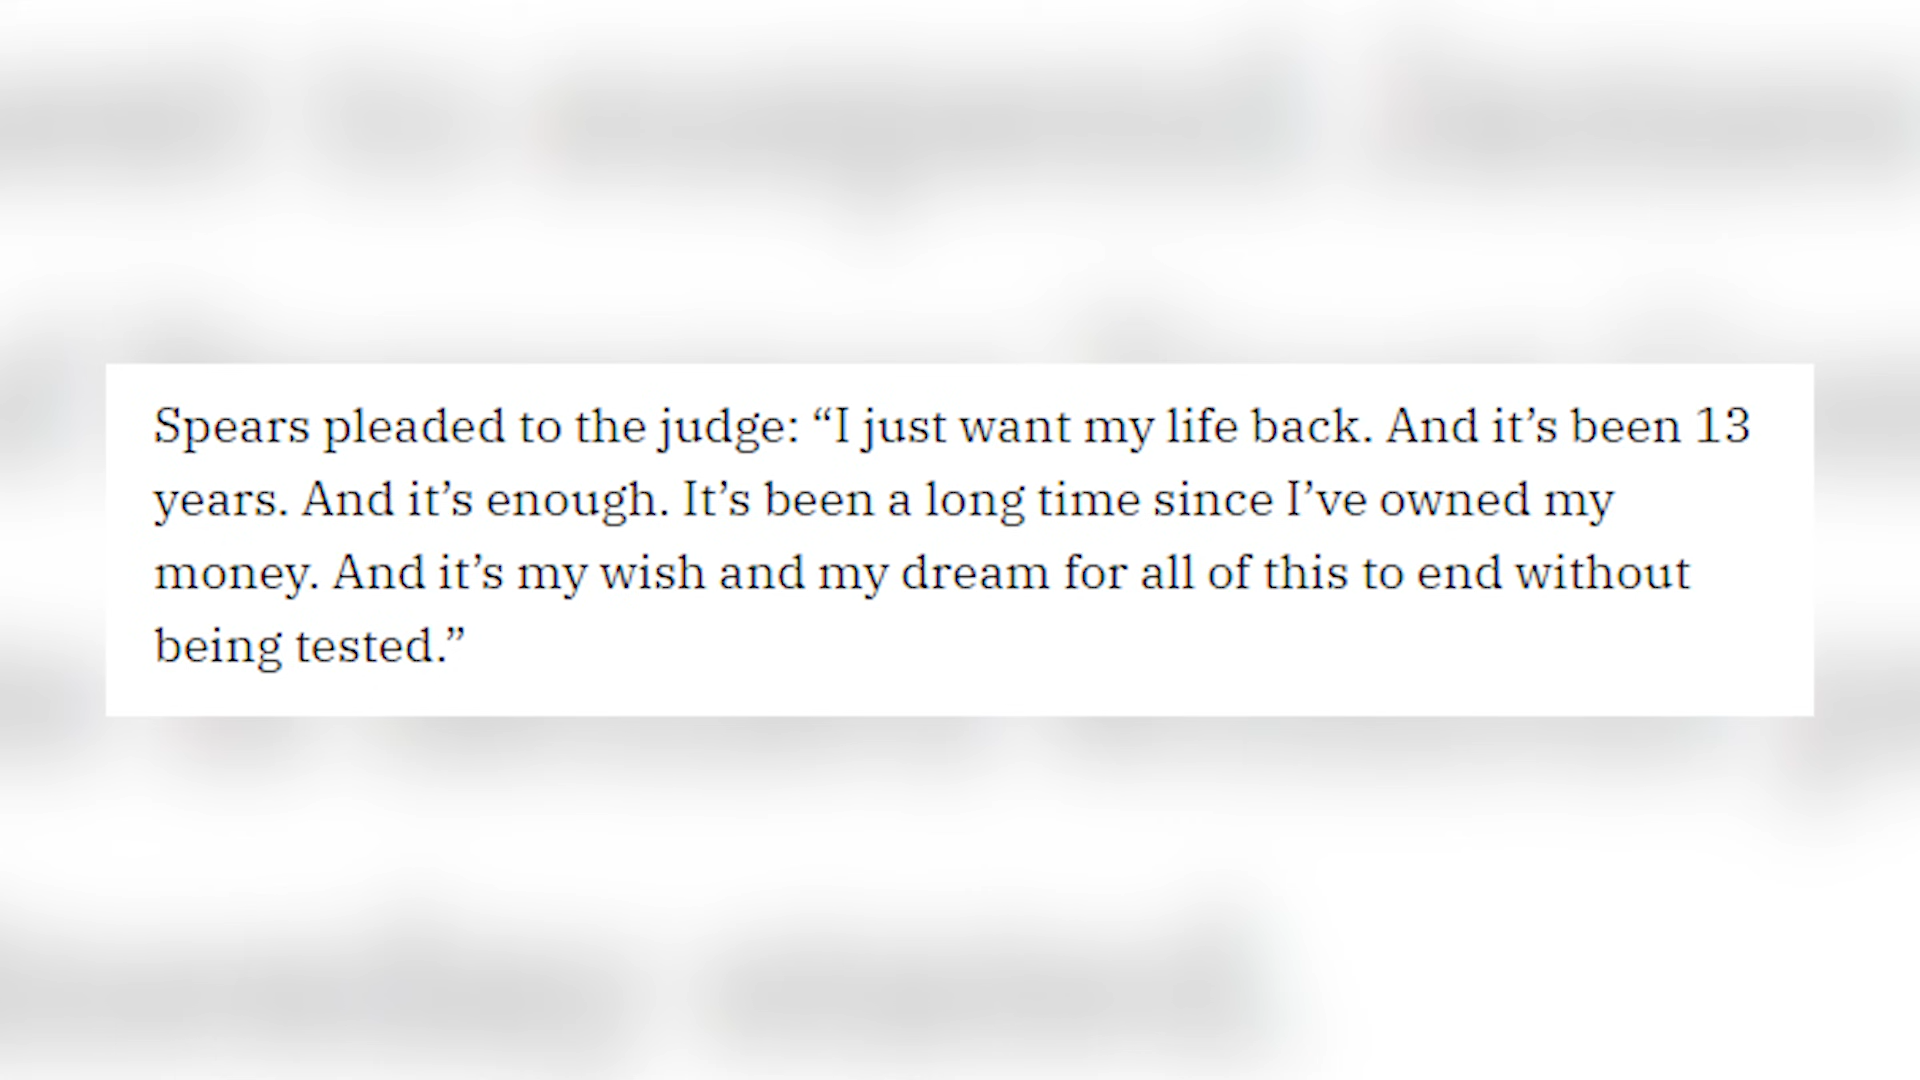 Spears pleaded to the judge: “I just want my life back. And it’s been 13
years. And it’s enough. It’s been a long time since I’ve owned my
money. And it’s my wish and my dream for all of this to end without
being tested.”